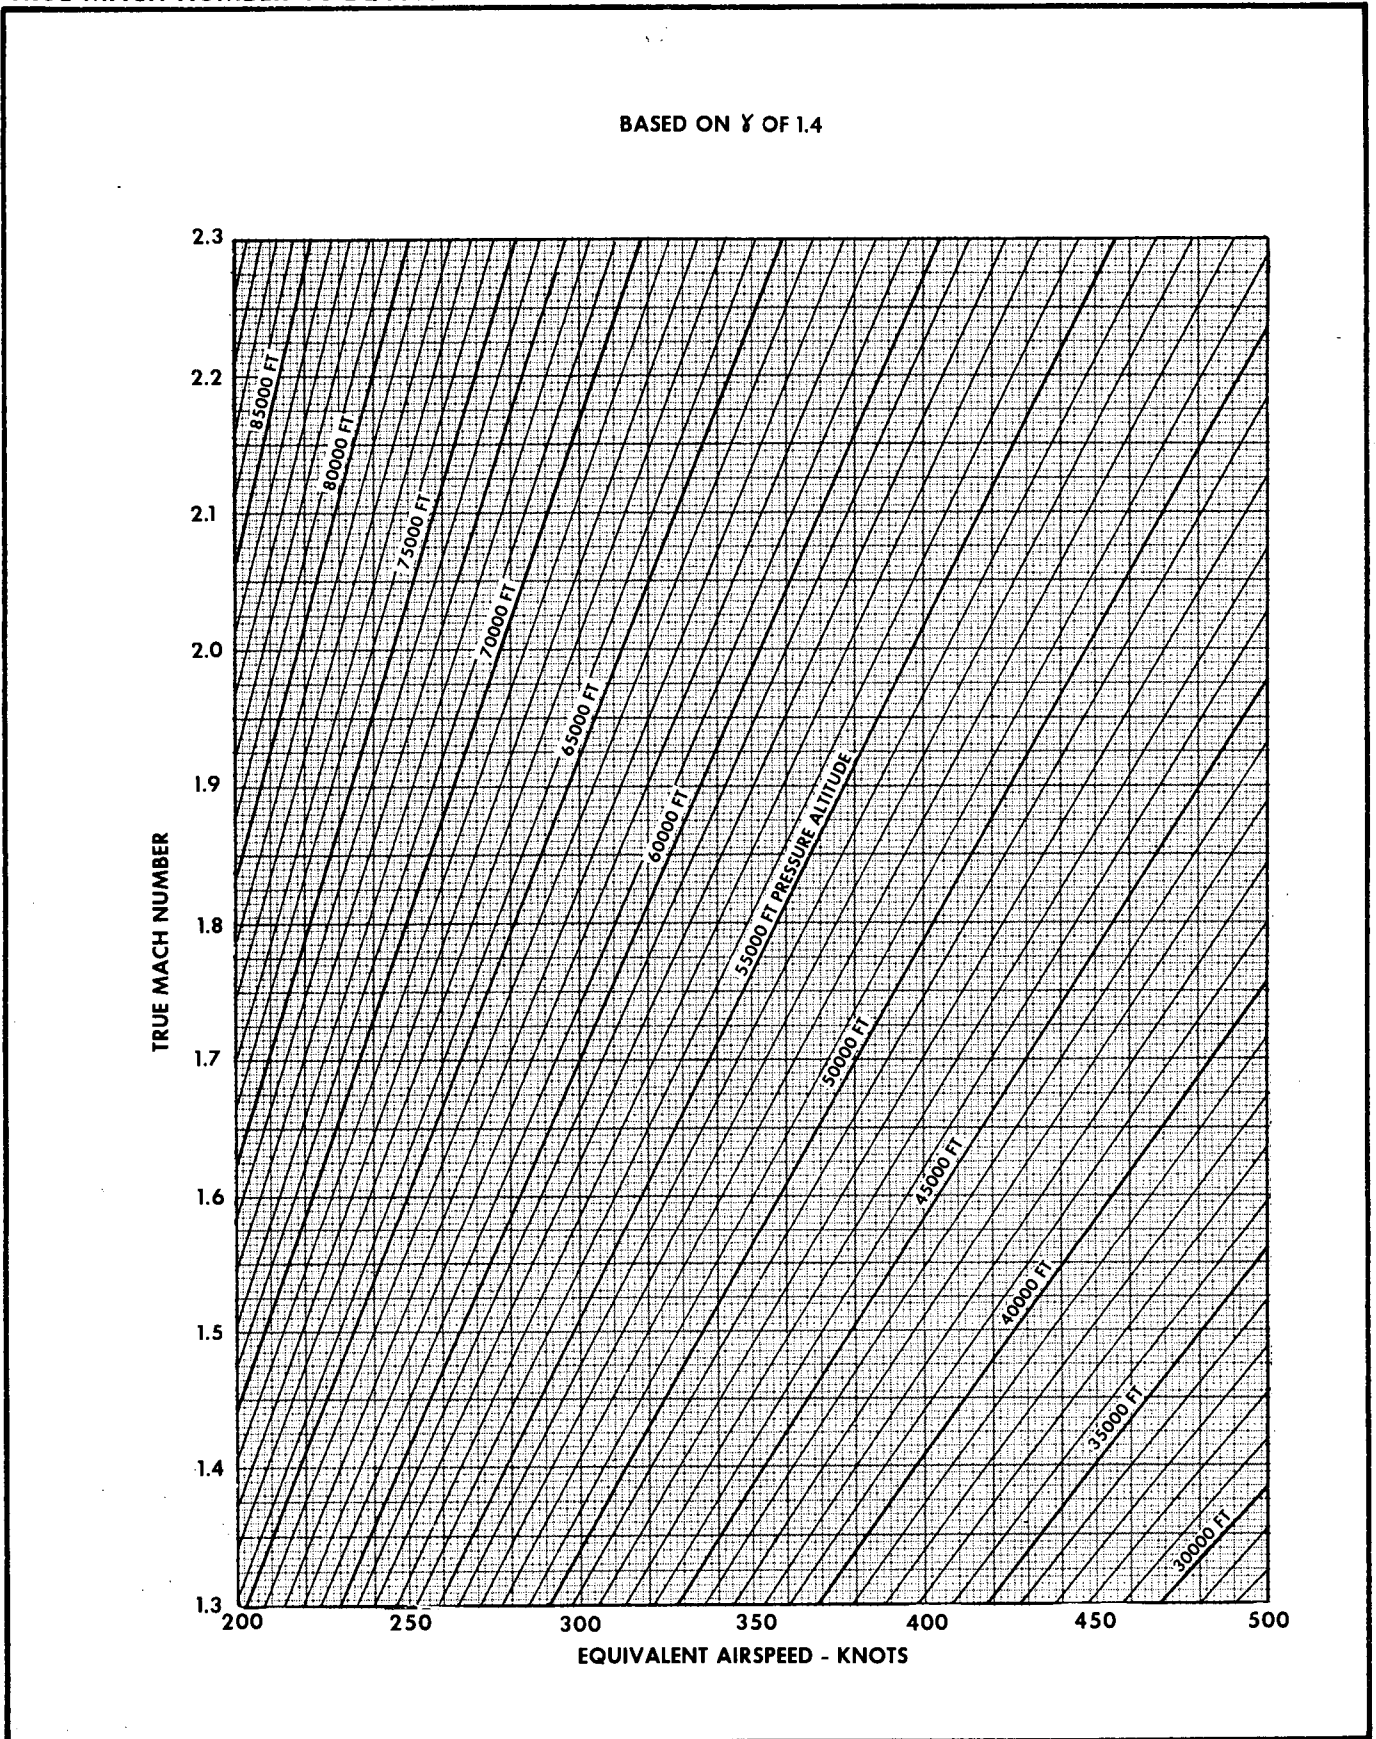 BASED ON γ OF 1.4
2.3
2.2
2.1
2.0
1.9
1.8
1.7
1.6
1.5
1.4
1.3
TRUE MACH NUMBER
85000 FT
80000 FT
75000 FT
70000 FT
65000 FT
60000 FT
55000 FT PRESSURE ALTITUDE
50000 FT
45000 FT
40000 FT
35000 FT
30000 FT
200 250 300 350 400 450 500
EQUIVALENT AIRSPEED - KNOTS